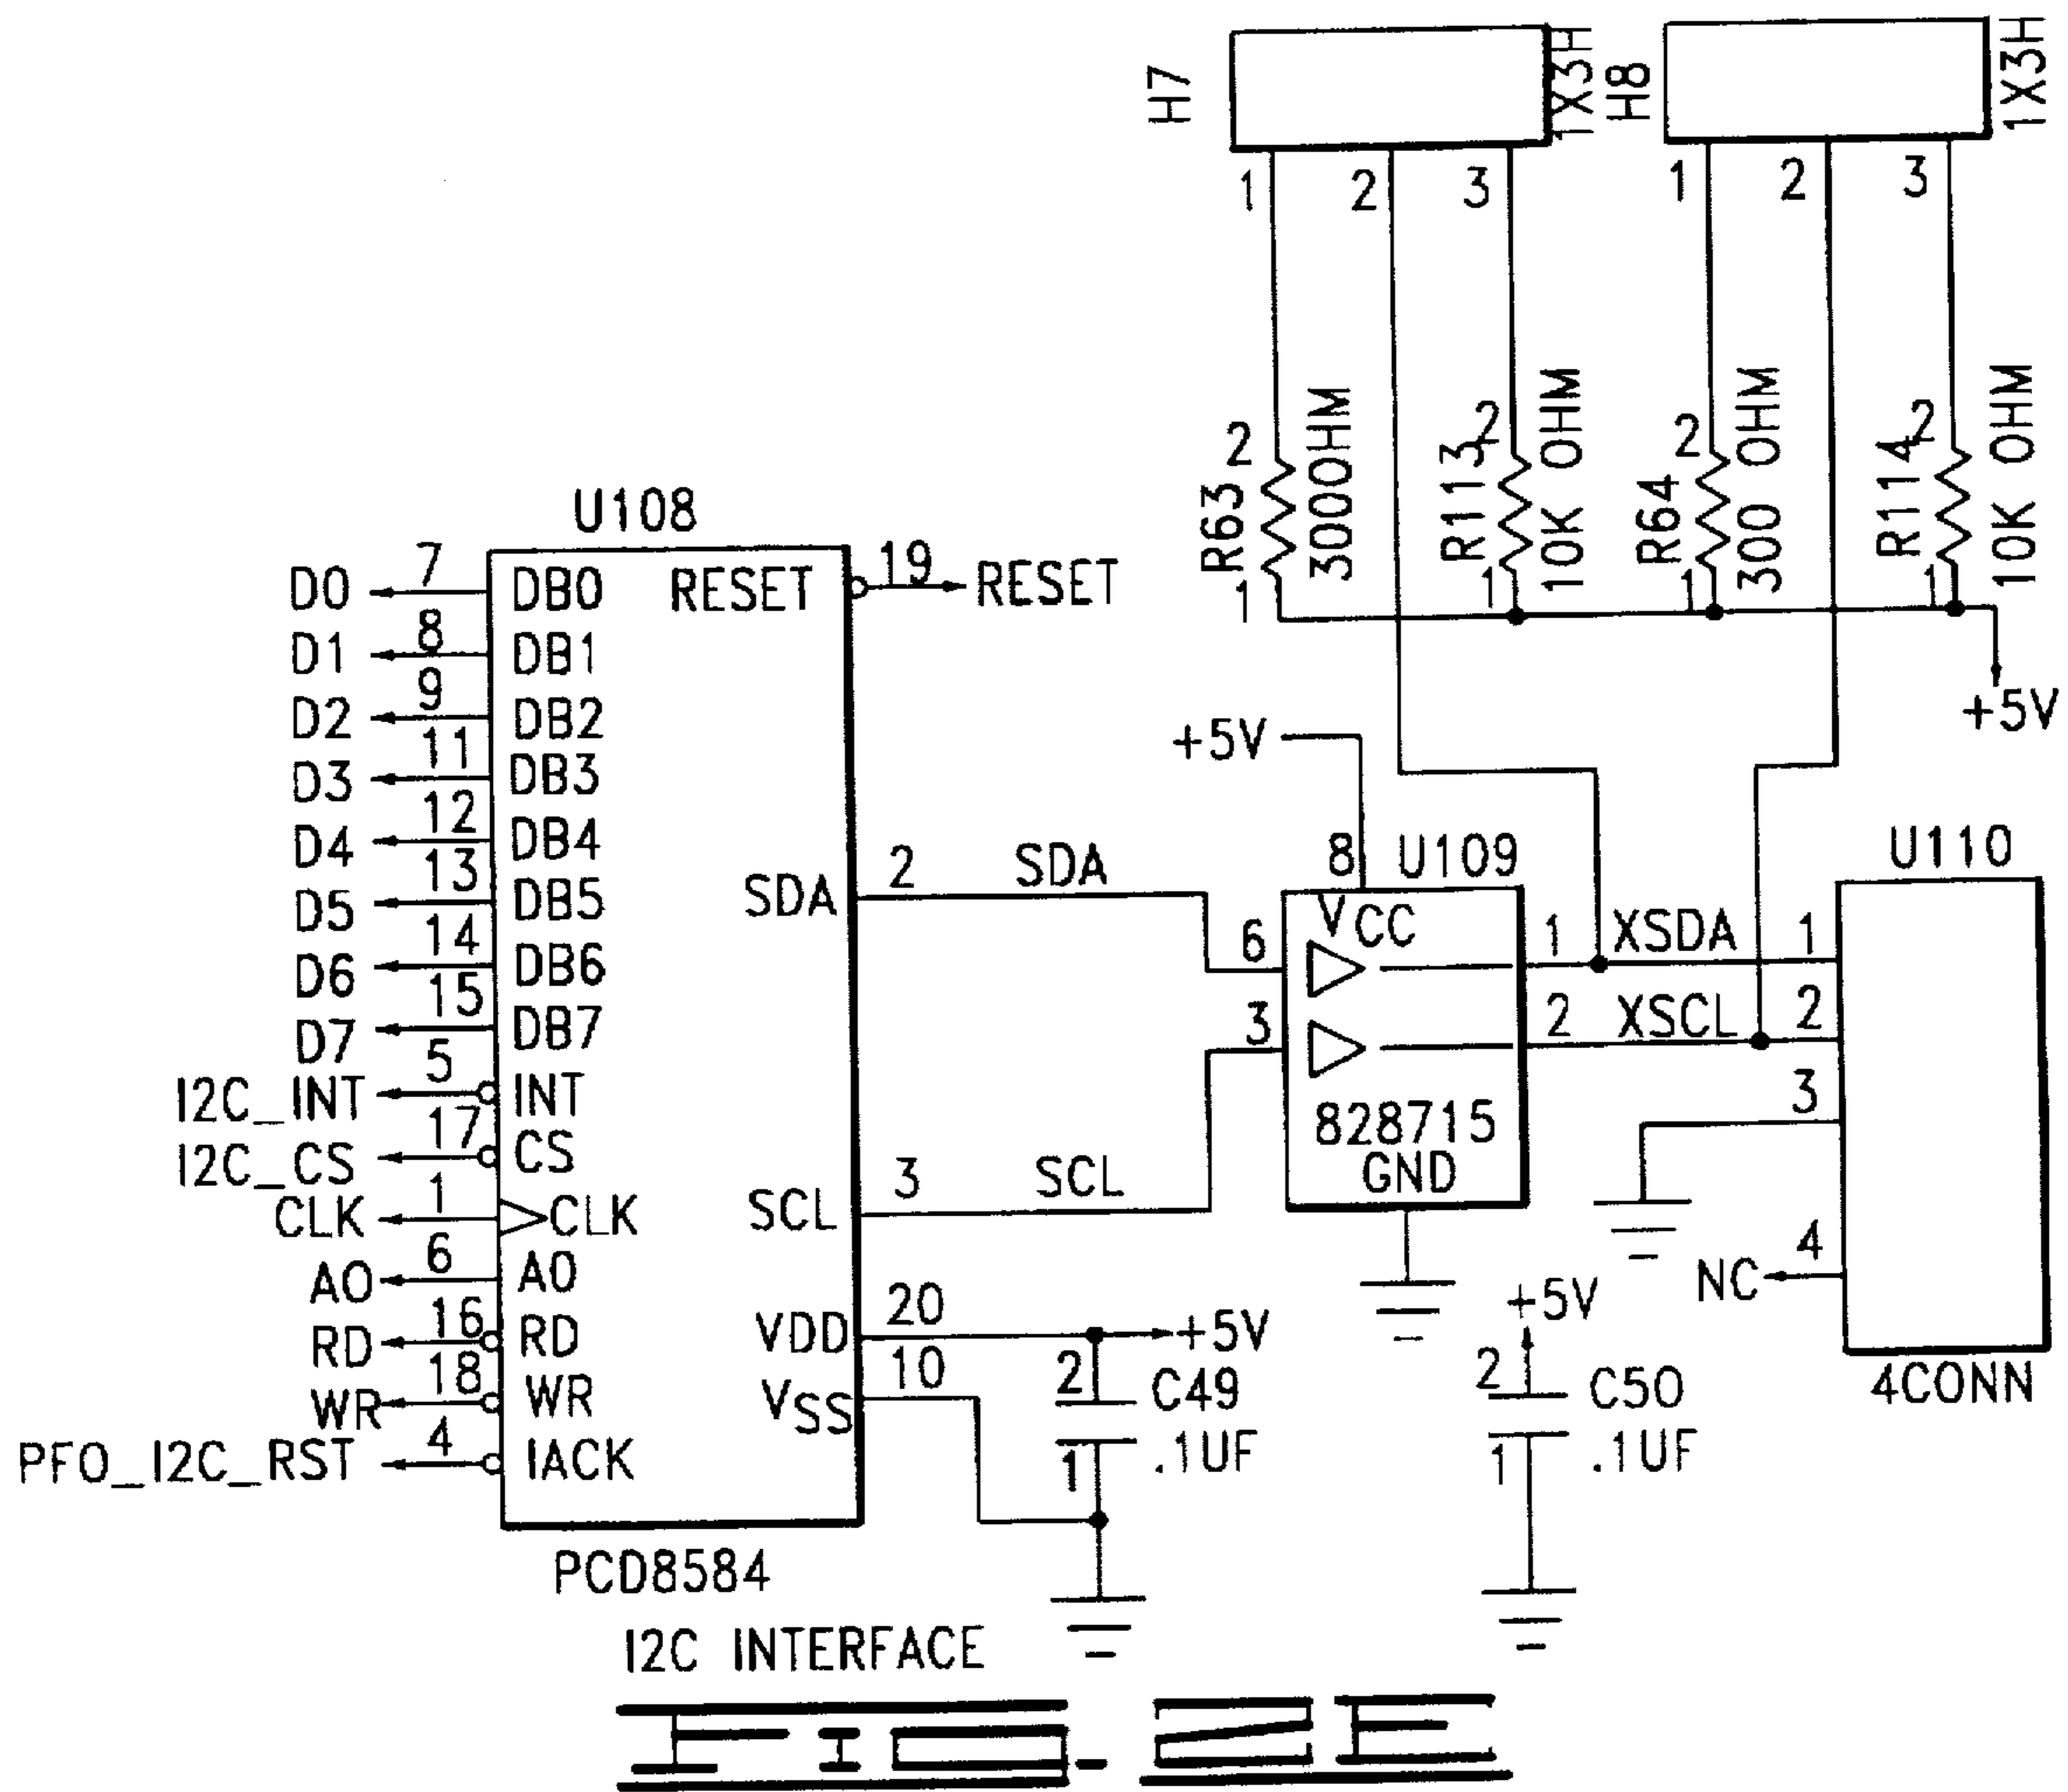 H7
1X3H
H8
1X3H
1 2 3
1 2 3
2
R63
300OHM
1
2
R113
10K OHM
1
2
R64
300 OHM
1
2
R114
10K OHM
1
+5V
U108
D0 7 DB0
RESET 19 RESET
D1 8 DB1
D2 9 DB2
D3 11 DB3
D4 12 DB4
D5 13 DB5
D6 14 DB6
D7 15 DB7
I2C_INT 5 INT
I2C_CS 17 CS
CLK 1 CLK
A0 6 A0
RD 16 RD
WR 18 WR
PFO_I2C_RST 4 IACK
SDA 2 SDA
SCL 3 SCL
VDD 20 +5V
VSS 10
2 C49
1 .1UF
PCD8584
+5V
8 U109
VCC
6
3
828715
GND
1 XSDA 1
2 XSCL 2
3
NC 4
U110
4CONN
+5V
2 C50
1 .1UF
I2C INTERFACE
FIG. 2E